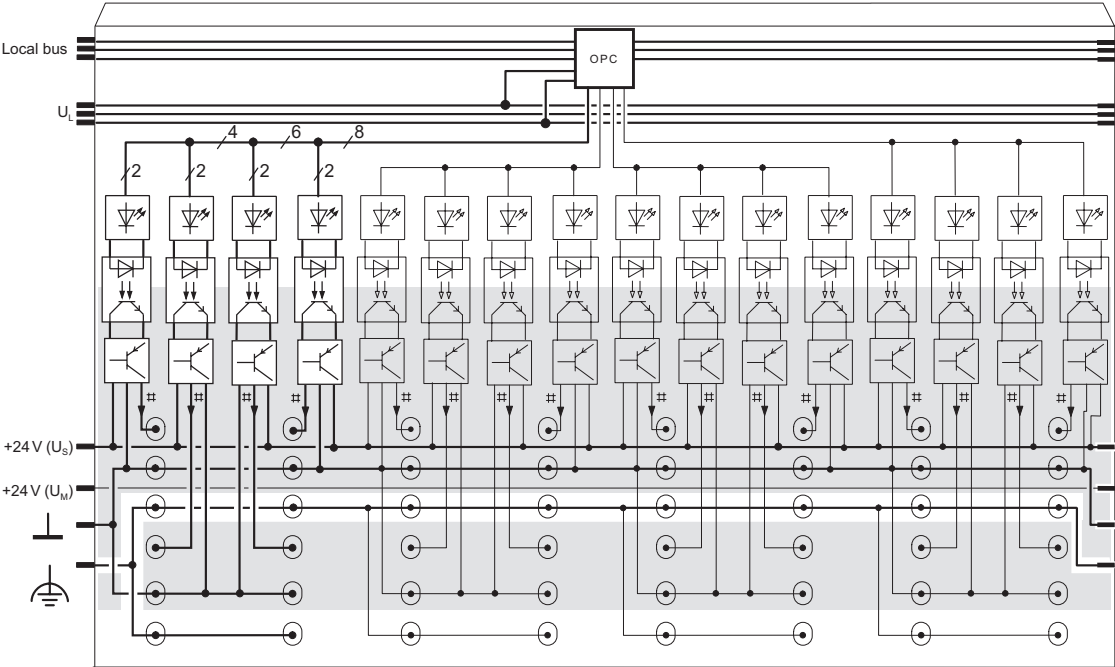 Local bus
OPC
U_L
4 6 8
2 2 2 2
# # # # # # # # # # # # # # # #
+24 V (U_S)
+24 V (U_M)